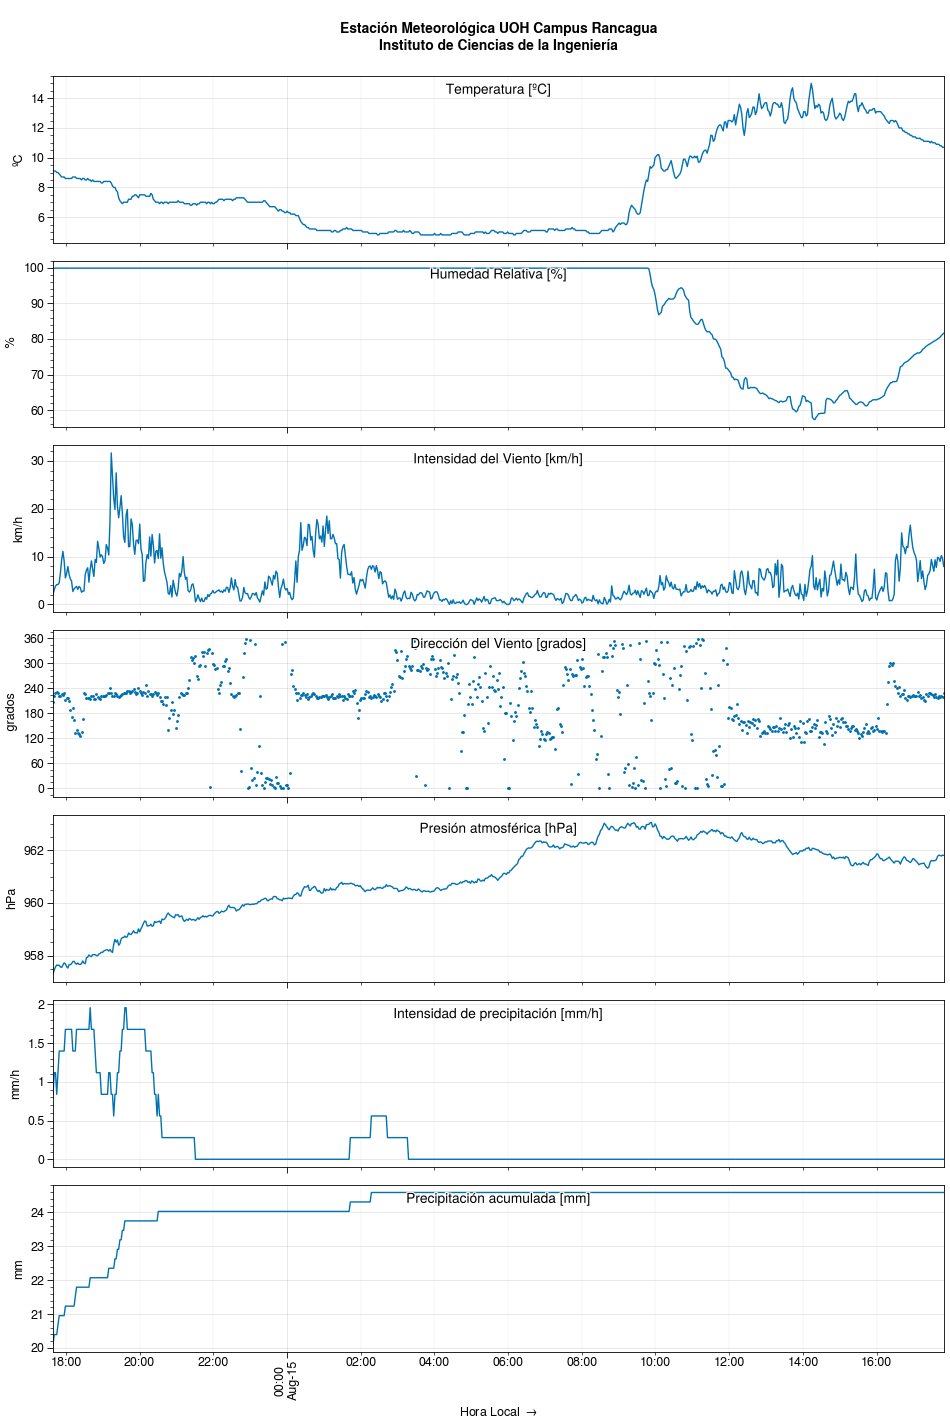 Estación Meteorológica UOH Campus Rancagua
Instituto de Ciencias de la Ingeniería
Temperatura [ºC]
ºC
14
12
10
8
6
Humedad Relativa [%]
%
100
90
80
70
60
Intensidad del Viento [km/h]
km/h
30
20
10
0
Dirección del Viento [grados]
grados
360
300
240
180
120
60
0
Presión atmosférica [hPa]
hPa
962
960
958
Intensidad de precipitación [mm/h]
mm/h
2
1.5
1
0.5
0
Precipitación acumulada [mm]
mm
24
23
22
21
20
18:00 20:00 22:00 00:00 02:00 04:00 06:00 08:00 10:00 12:00 14:00 16:00
Aug-15
Hora Local →